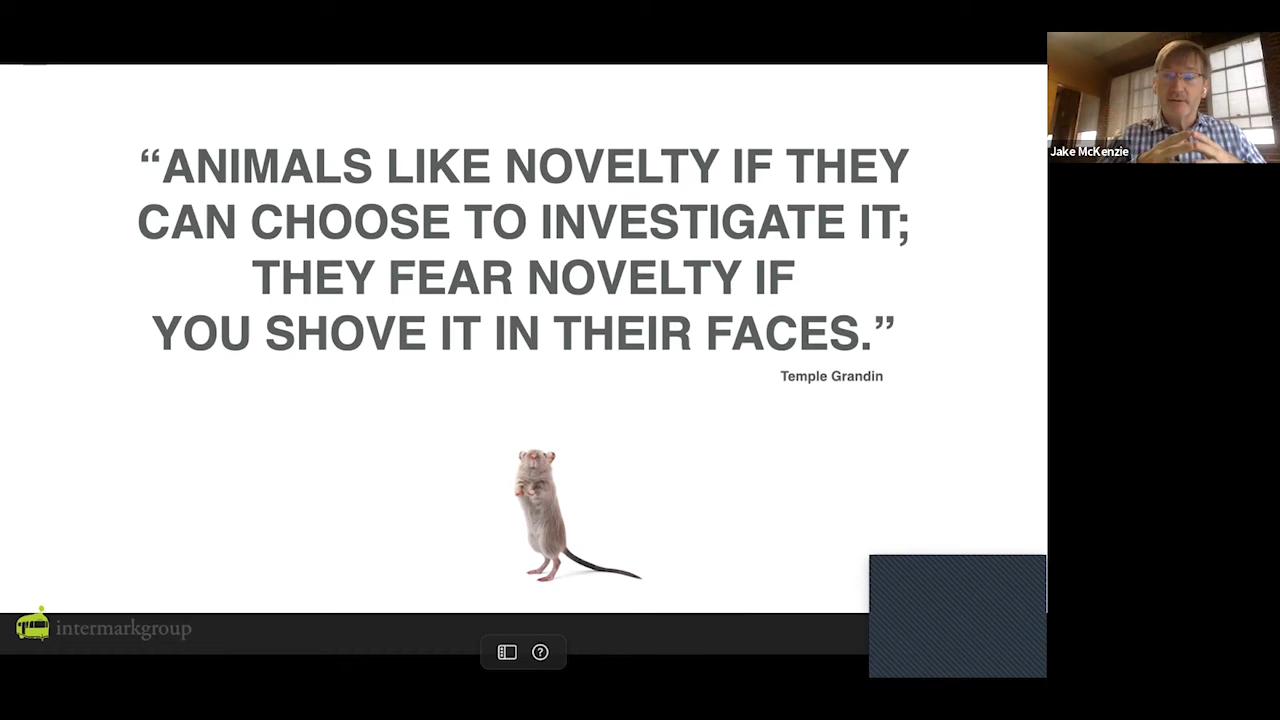 “ANIMALS LIKE NOVELTY IF THEY
CAN CHOOSE TO INVESTIGATE IT;
THEY FEAR NOVELTY IF
YOU SHOVE IT IN THEIR FACES.”
Temple Grandin
Jake McKenzie
intermarkgroup
?